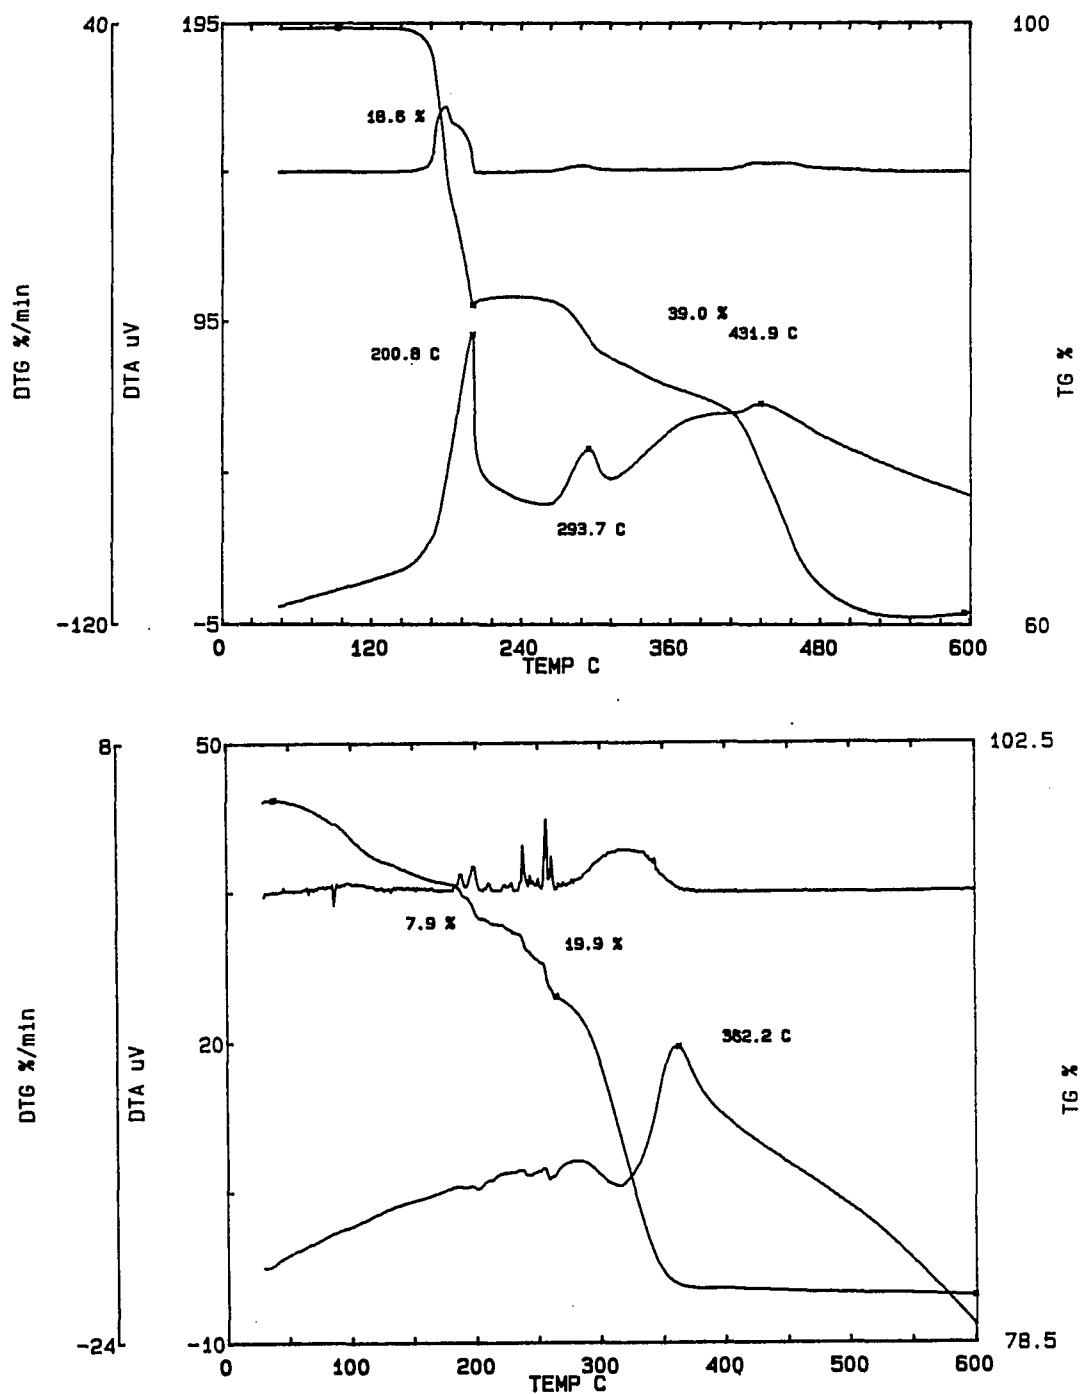 40
195
100
18.6 %
DTG %/min
DTA uV
95
39.0 %
431.9 C
200.8 C
TG %
293.7 C
-120
-5
60
0 120 240 360 480 600
TEMP C
8
50
102.5
7.9 %
19.9 %
DTG %/min
DTA uV
20
362.2 C
TG %
-24
-10
78.5
0 100 200 300 400 500 600
TEMP C